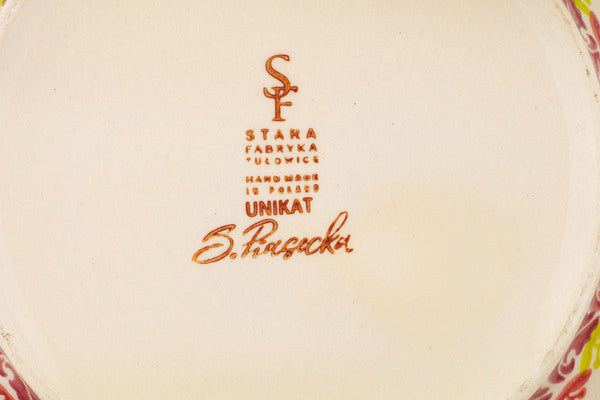 SF
STARA
FABRYKA
TUŁOWICE
HAND MADE
IN POLAND
UNIKAT
S. Piasecka